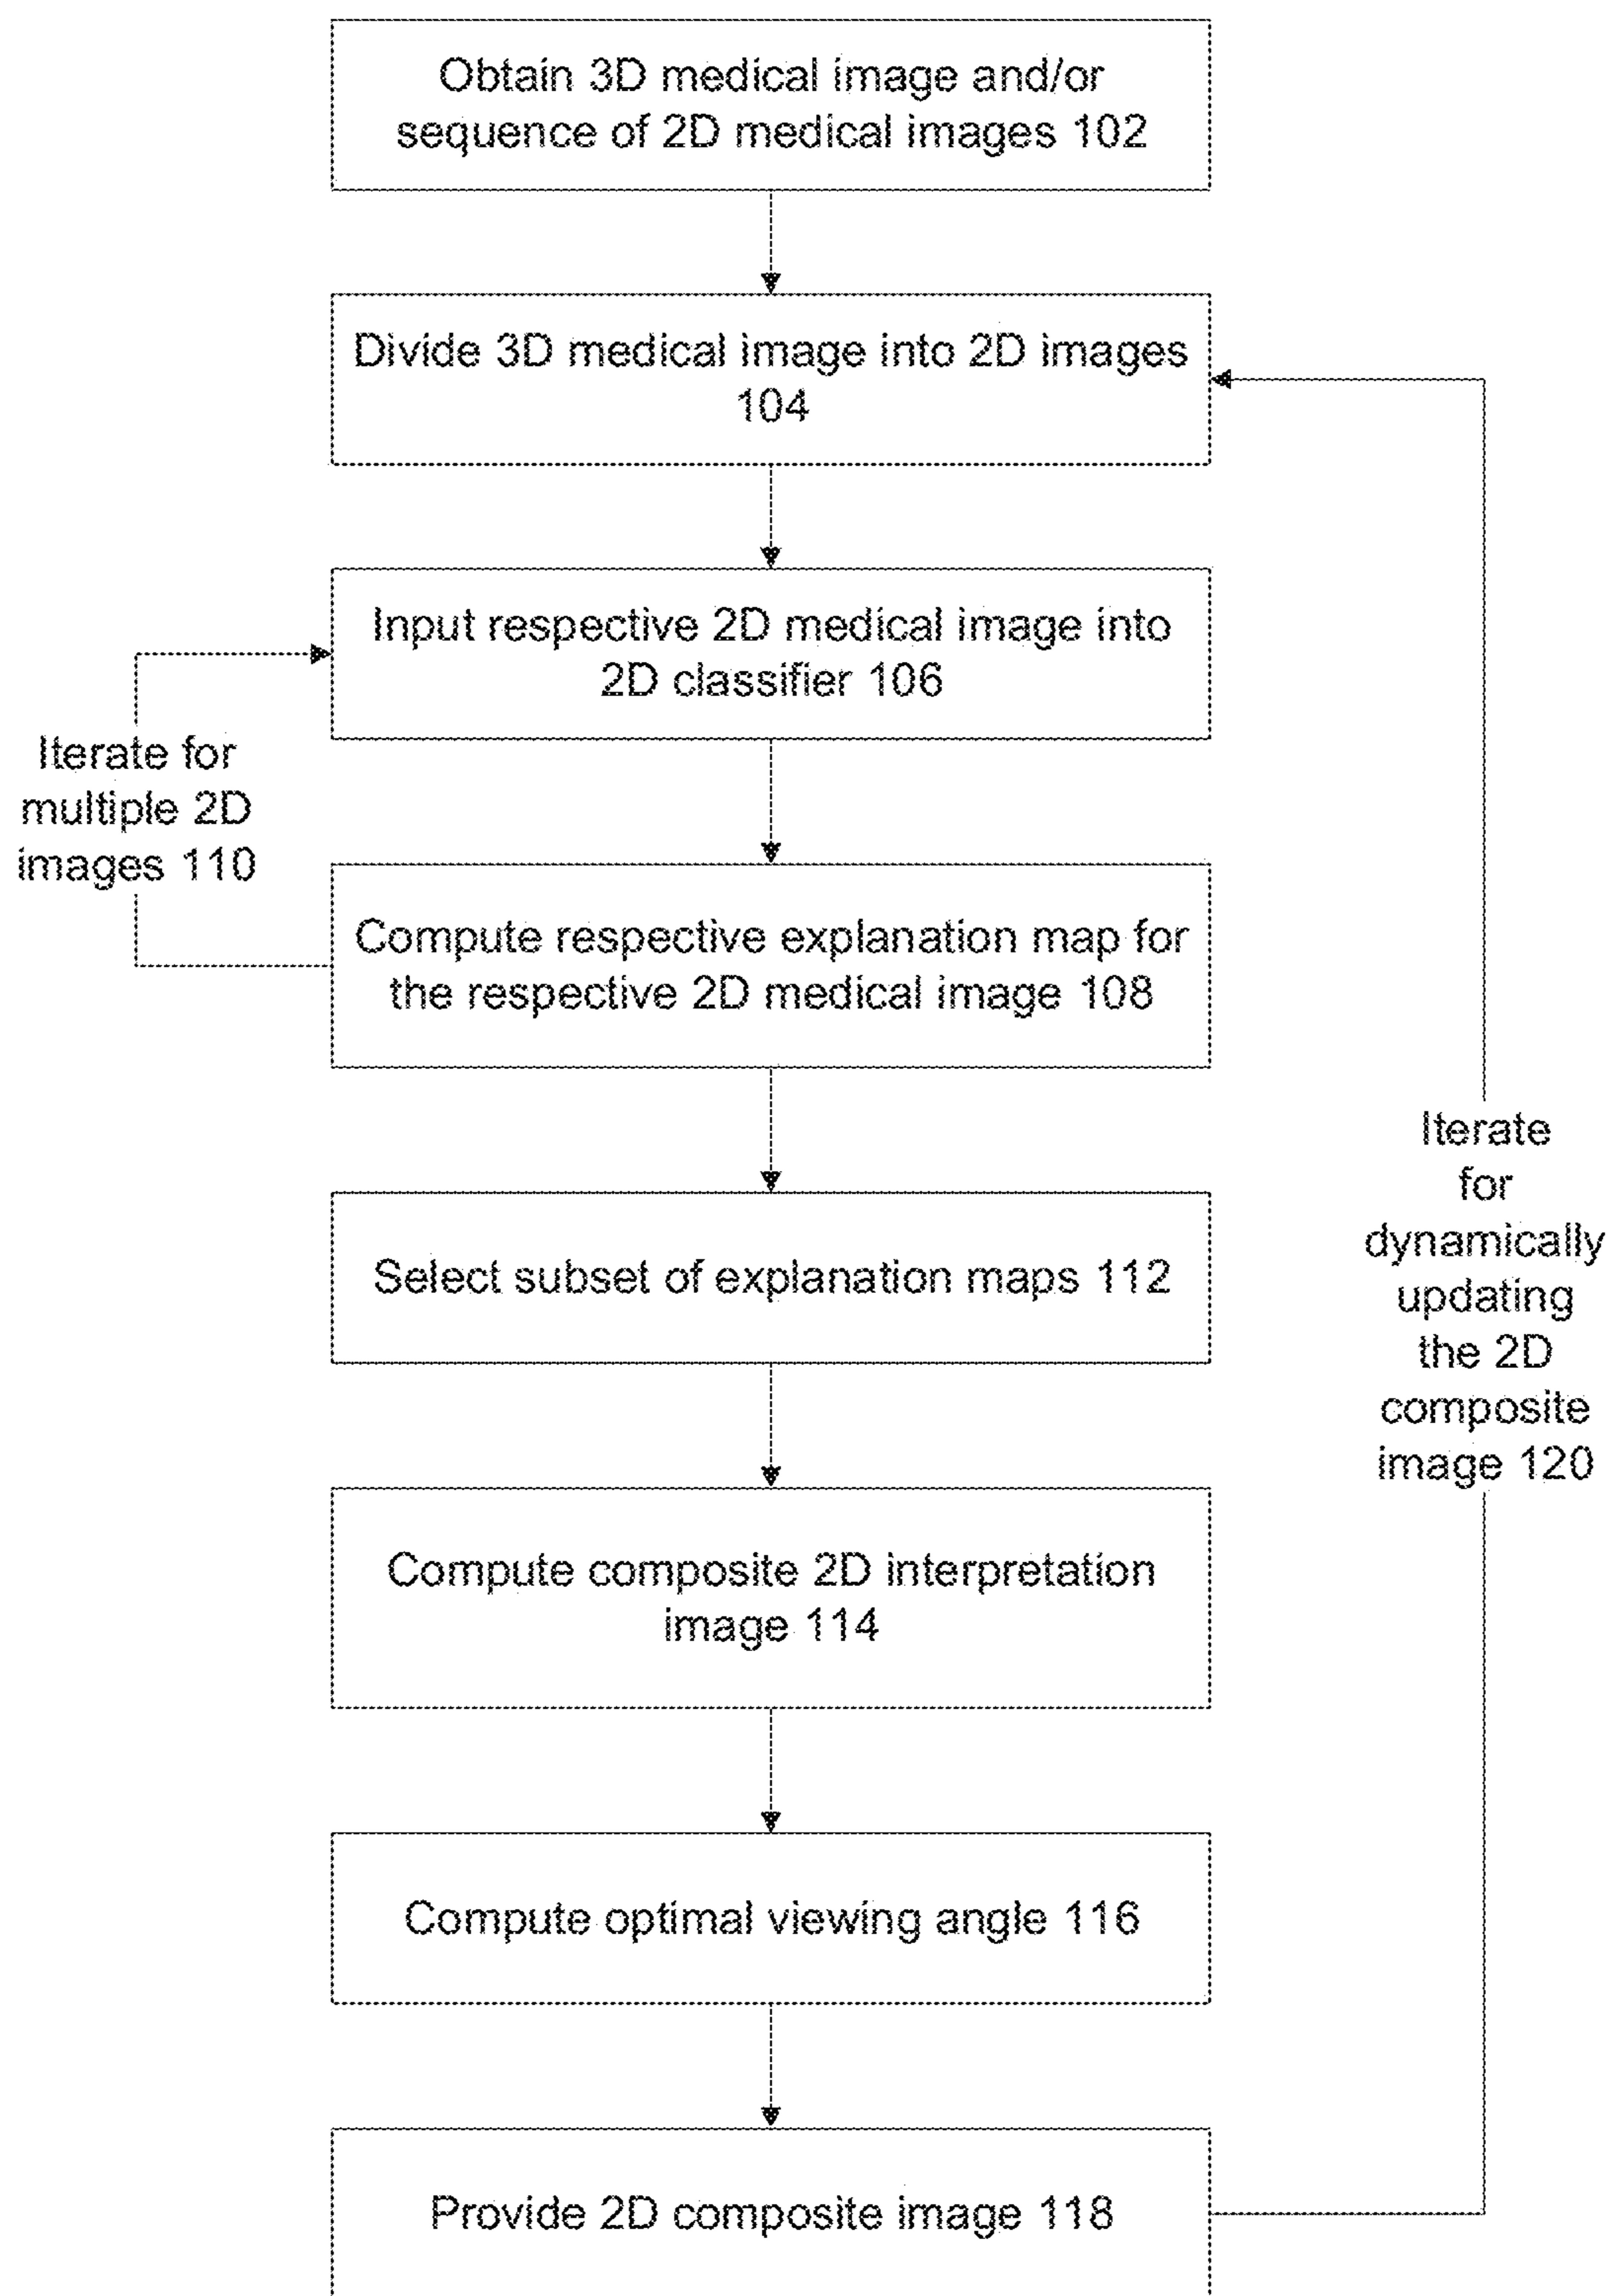 Obtain 3D medical image and/or
sequence of 2D medical images 102
Divide 3D medical image into 2D images
104
Input respective 2D medical image into
2D classifier 106
Iterate for
multiple 2D
images 110
Compute respective explanation map for
the respective 2D medical image 108
Select subset of explanation maps 112
Iterate
for
dynamically
updating
the 2D
composite
image 120
Compute composite 2D interpretation
image 114
Compute optimal viewing angle 116
Provide 2D composite image 118